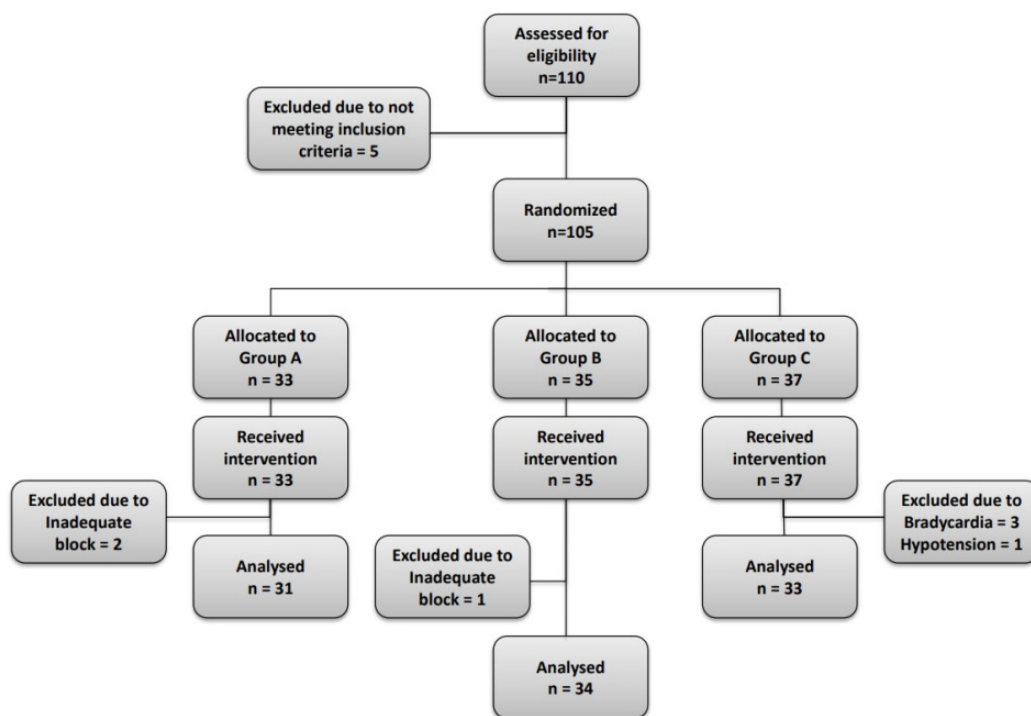 Assessed for
eligibility
n=110
Excluded due to not
meeting inclusion
criteria = 5
Randomized
n=105
Allocated to
Group A
n = 33
Allocated to
Group B
n = 35
Allocated to
Group C
n = 37
Received
intervention
n = 33
Received
intervention
n = 35
Received
intervention
n = 37
Excluded due to
Inadequate
block = 2
Excluded due to
Bradycardia = 3
Hypotension = 1
Analysed
n = 31
Excluded due to
Inadequate
block = 1
Analysed
n = 33
Analysed
n = 34